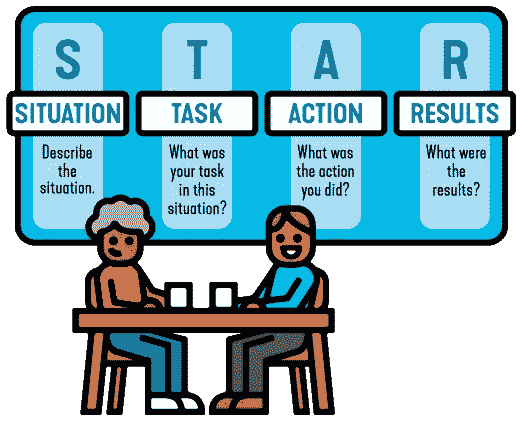 S
SITUATION
Describe
the
situation.
T
TASK
What was
your task
in this
situation?
A
ACTION
What was
the action
you did?
R
RESULTS
What were
the
results?